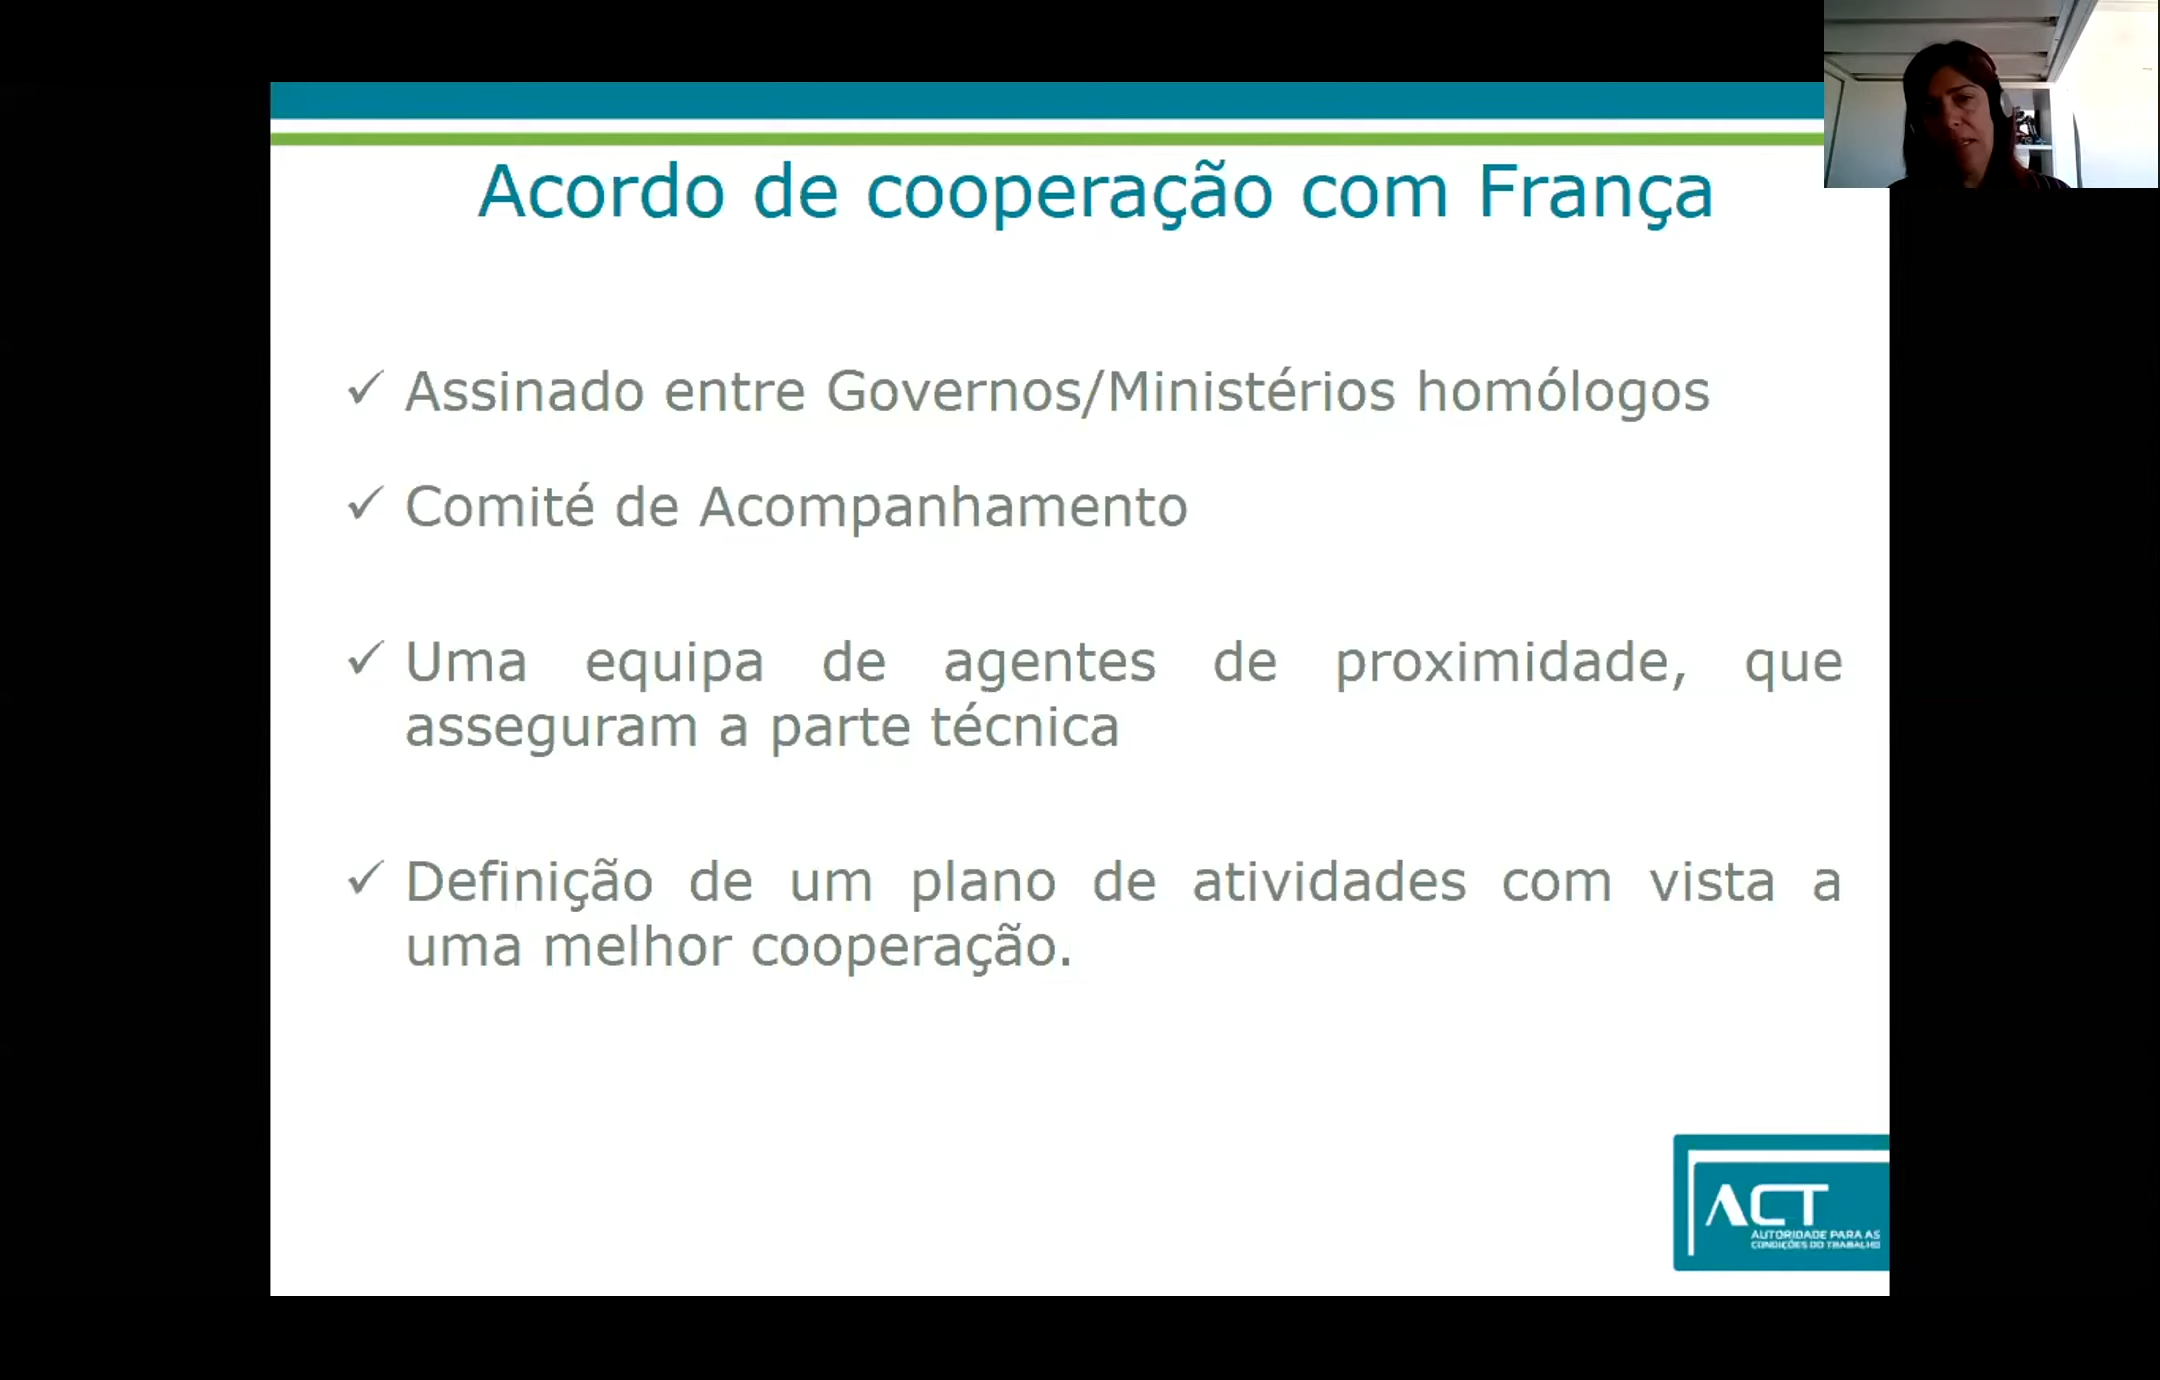 Acordo de cooperação com França
✓ Assinado entre Governos/Ministérios homólogos
✓ Comité de Acompanhamento
✓ Uma equipa de agentes de proximidade, que
asseguram a parte técnica
✓ Definição de um plano de atividades com vista a
uma melhor cooperação.
ACT
AUTORIDADE PARA AS
CONDIÇÕES DO TRABALHO